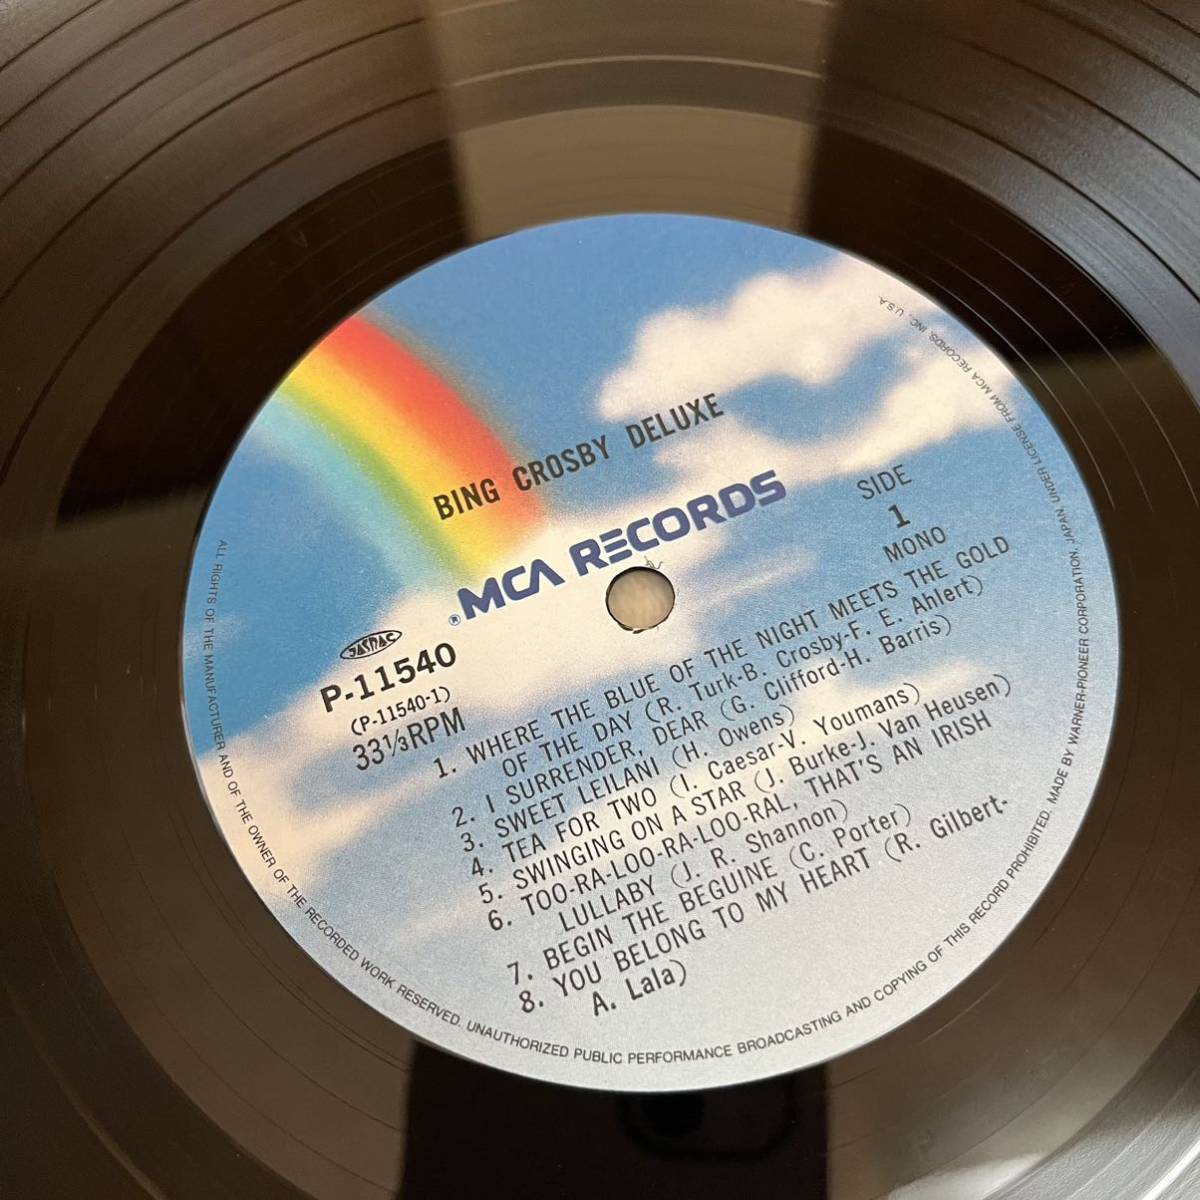 BING CROSBY DELUXE
®MCA RECORDS
SIDE
1
MONO
JASRAC
P-11540
(P-11540-1)
33⅓RPM
1. WHERE THE BLUE OF THE NIGHT MEETS THE GOLD
OF THE DAY (R. Turk-B. Crosby-F. E. Ahlert)
2. I SURRENDER, DEAR (G. Clifford-H. Barris)
3. SWEET LEILANI (H. Owens)
4. TEA FOR TWO (I. Caesar-V. Youmans)
5. SWINGING ON A STAR (J. Burke-J. Van Heusen)
6. TOO-RA-LOO-RA-LOO-RAL, THAT'S AN IRISH
LULLABY (J. R. Shannon)
7. BEGIN THE BEGUINE (C. Porter)
8. YOU BELONG TO MY HEART (R. Gilbert-
A. Lala)
ALL RIGHTS OF THE MANUFACTURER AND OF THE OWNER OF THE RECORDED WORK RESERVED. UNAUTHORIZED PUBLIC PERFORMANCE BROADCASTING AND COPYING OF THIS RECORD PROHIBITED. MADE BY WARNER-PIONEER CORPORATION, JAPAN UNDER LICENSE FROM MCA RECORDS, INC., U.S.A.